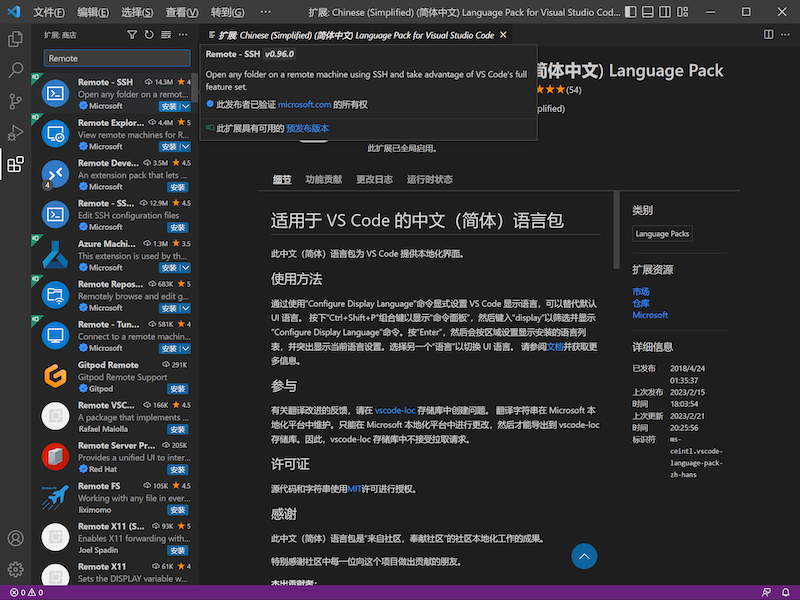 文件(F) 编辑(E) 选择(S) 查看(V) 转到(G) ··· 扩展: Chinese (Simplified) (简体中文) Language Pack for Visual Studio Cod...
扩展: 商店
Remote
Remote - SSH 14.3M ★ 4
Open any folder on a remot...
Microsoft 安装
Remote Explor... 4.4M ★ 5
View remote machines for R...
Microsoft 安装
Remote Deve... 3.5M ★ 4.5
An extension pack that lets ...
4
Microsoft 安装
Remote - SS... 12.9M ★ 4.5
Edit SSH configuration files
Microsoft 安装
Azure Machi... 1.3M ★ 3.5
This extension is used by th...
Microsoft 安装
Remote Repos... 683K ★ 5
Remotely browse and edit g...
Microsoft 安装
Remote - Tun... 581K ★ 4
Connect to a remote machin...
Microsoft 安装
Gitpod Remote 291K
Gitpod Remote Support
Gitpod 安装
Remote VSC... 166K ★ 4.5
A package that implements ...
Rafael Maiolla 安装
Remote Server Pr... 205K
Provides a unified UI to inter...
Red Hat 安装
Remote FS 105K ★ 4.5
Working with any file in ever...
liximomo 安装
Remote X11 (S... 93K ★ 5
Enables X11 forwarding with...
Joel Spadin 安装
Remote X11 61K ★ 4
Sets the DISPLAY variable w...
扩展: Chinese (Simplified) (简体中文) Language Pack for Visual Studio Code
Remote - SSH v0.96.0
Open any folder on a remote machine using SSH and take advantage of VS Code's full
feature set.
此发布者已验证 microsoft.com 的所有权
此扩展具有可用的 预发布版本
简体中文) Language Pack
(54)
plified)
此扩展已全局启用。
细节 功能贡献 更改日志 运行时状态
适用于 VS Code 的中文（简体）语言包
此中文（简体）语言包为 VS Code 提供本地化界面。
使用方法
通过使用“Configure Display Language”命令显式设置 VS Code 显示语言，可以替代默认
UI 语言。 按下“Ctrl+Shift+P”组合键以显示“命令面板”，然后键入“display”以筛选并显示
“Configure Display Language”命令。按“Enter”，然后会按区域设置显示安装的语言列
表，并突出显示当前语言设置。选择另一个“语言”以切换 UI 语言。 请参阅文档并获取更
多信息。
参与
有关翻译改进的反馈，请在 vscode-loc 存储库中创建问题。 翻译字符串在 Microsoft 本
地化平台中维护。只能在 Microsoft 本地化平台中进行更改，然后才能导出到 vscode-loc
存储库。因此，vscode-loc 存储库中不接受拉取请求。
许可证
源代码和字符串使用MIT许可进行授权。
感谢
此中文（简体）语言包是“来自社区，奉献社区”的社区本地化工作的成果。
特别感谢社区中每一位向这个项目做出贡献的朋友。
杰出贡献者：
类别
Language Packs
扩展资源
市场
仓库
Microsoft
详细信息
已发布 2018/4/24
01:35:37
上次发布 2023/2/15
时间 18:03:54
上次更新 2023/2/21
时间 20:25:56
标识符 ms-
ceintl.vscode-
language-pack-
zh-hans
0 0